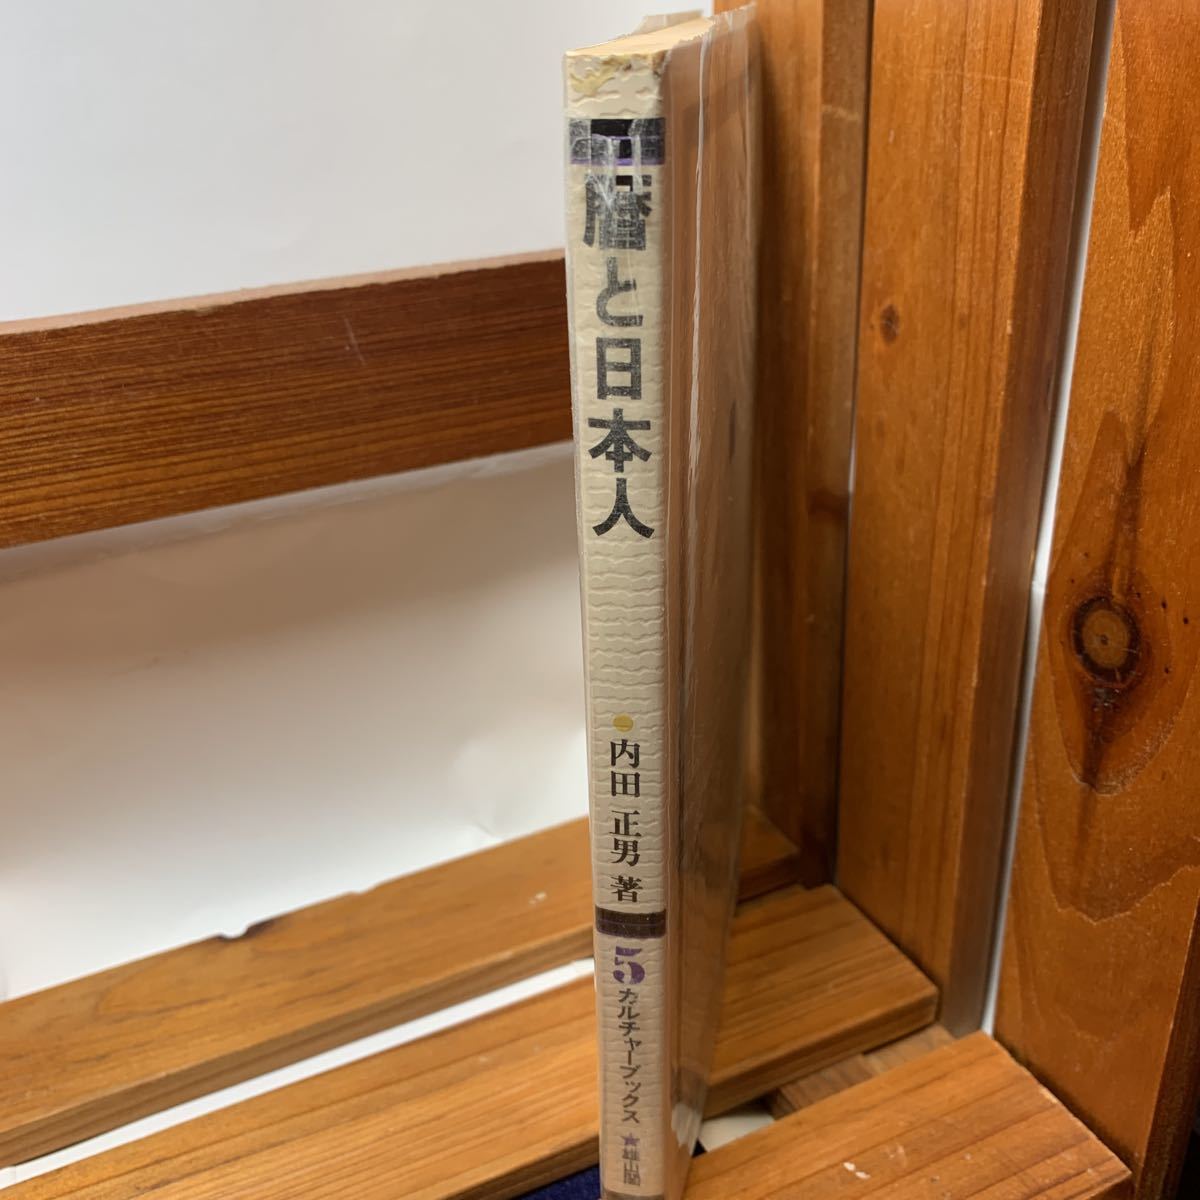 暦と日本人
内田正男著
5
カルチャーブックス
★雄山閣